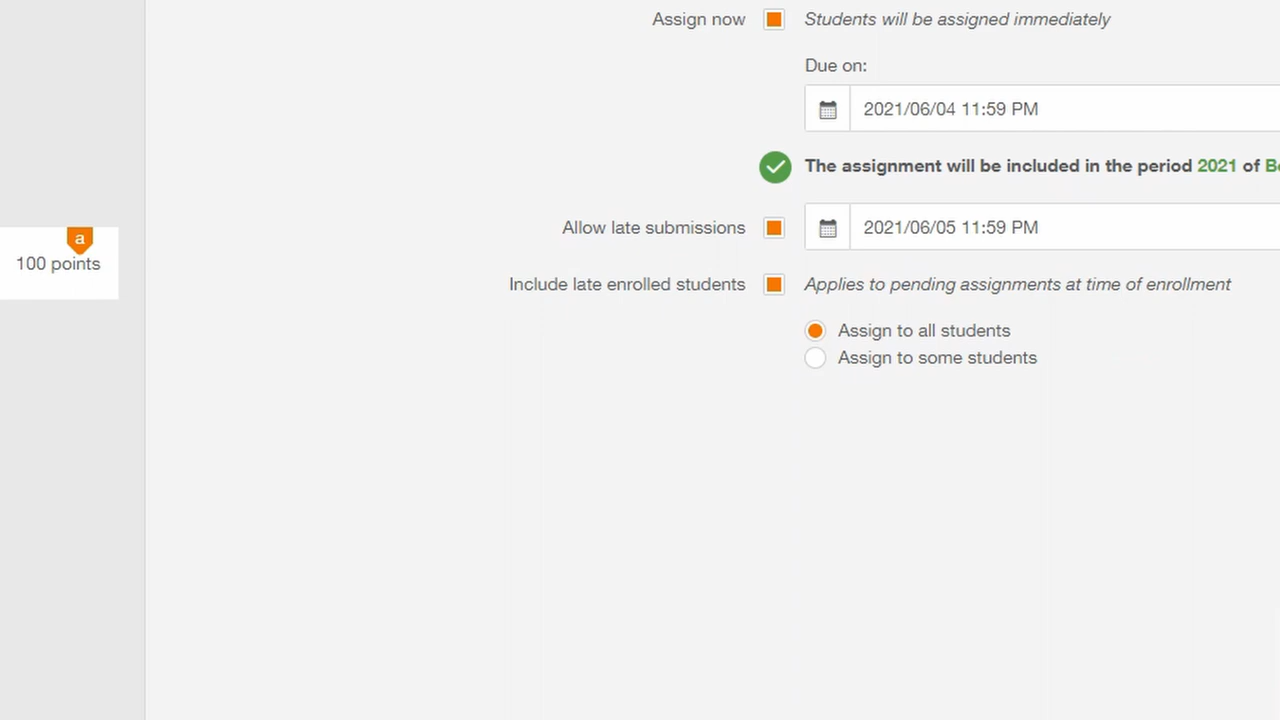 Assign now Students will be assigned immediately
Due on:
2021/06/04 11:59 PM
The assignment will be included in the period 2021 of
Allow late submissions 2021/06/05 11:59 PM
a
100 points
Include late enrolled students Applies to pending assignments at time of enrollment
Assign to all students
Assign to some students